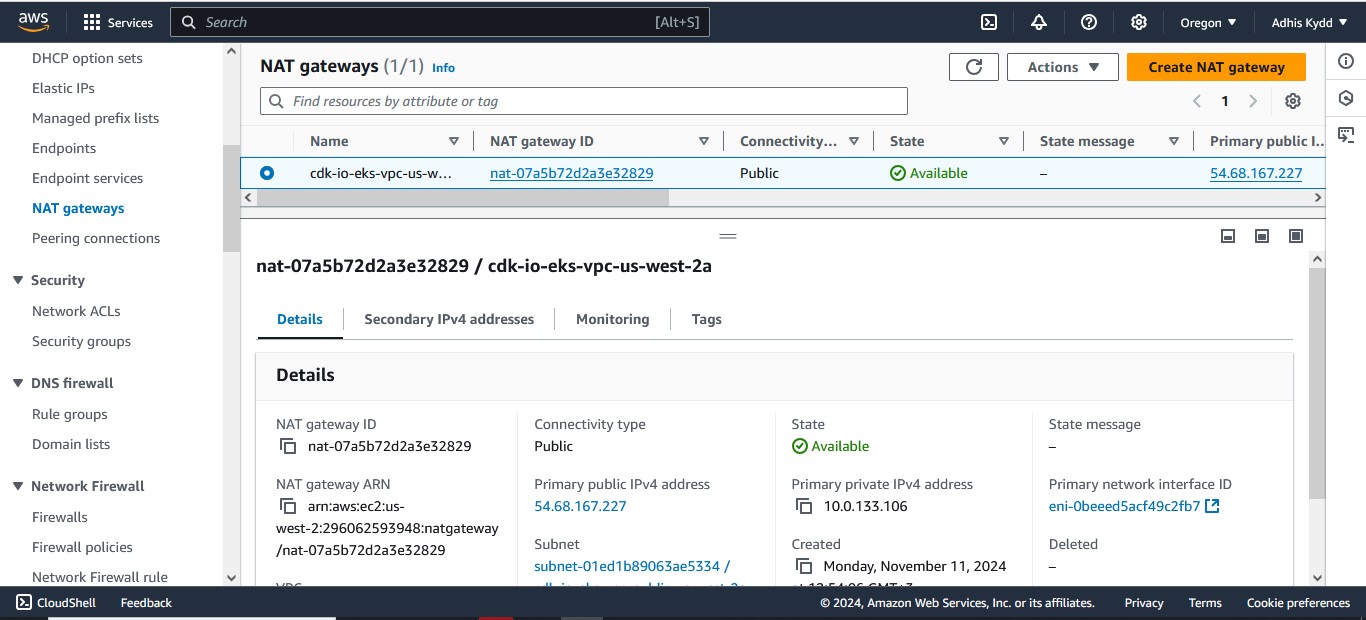 aws
Services
Search
[Alt+S]
Oregon
Adhis Kydd
DHCP option sets
Elastic IPs
Managed prefix lists
Endpoints
Endpoint services
NAT gateways
Peering connections
Security
Network ACLs
Security groups
DNS firewall
Rule groups
Domain lists
Network Firewall
Firewalls
Firewall policies
Network Firewall rule
NAT gateways (1/1) Info
Actions
Create NAT gateway
Find resources by attribute or tag
1
Name
NAT gateway ID
Connectivity...
State
State message
Primary public I...
cdk-io-eks-vpc-us-w...
nat-07a5b72d2a3e32829
Public
Available
–
54.68.167.227
nat-07a5b72d2a3e32829 / cdk-io-eks-vpc-us-west-2a
Details
Secondary IPv4 addresses
Monitoring
Tags
Details
NAT gateway ID
nat-07a5b72d2a3e32829
Connectivity type
Public
State
Available
State message
–
NAT gateway ARN
arn:aws:ec2:us-
west-2:296062593948:natgateway
/nat-07a5b72d2a3e32829
Primary public IPv4 address
54.68.167.227
Primary private IPv4 address
10.0.133.106
Primary network interface ID
eni-0beeed5acf49c2fb7
VPC
Subnet
subnet-01ed1b89063ae5334 /
Created
Monday, November 11, 2024
Deleted
–
CloudShell
Feedback
© 2024, Amazon Web Services, Inc. or its affiliates.
Privacy
Terms
Cookie preferences